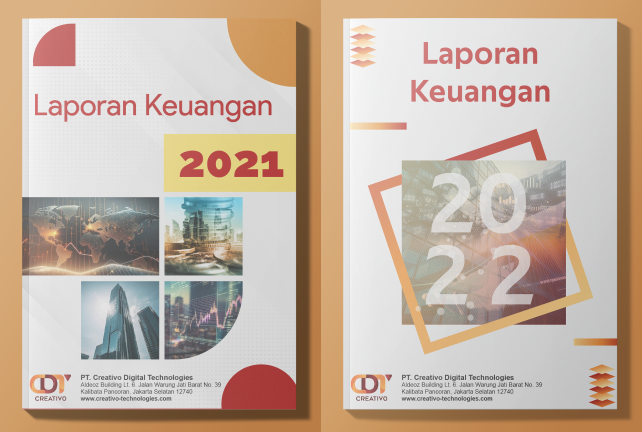 Laporan Keuangan
2021
CDT
CREATIVO
PT. Creativo Digital Technologies
Aldeoz Building Lt. 6. Jalan Warung Jati Barat No. 39
Kalibata Pancoran, Jakarta Selatan 12740
www.creativo-technologies.com
Laporan
Keuangan
20
22
CDT
CREATIVO
PT. Creativo Digital Technologies
Aldeoz Building Lt. 6. Jalan Warung Jati Barat No. 39
Kalibata Pancoran, Jakarta Selatan 12740
www.creativo-technologies.com